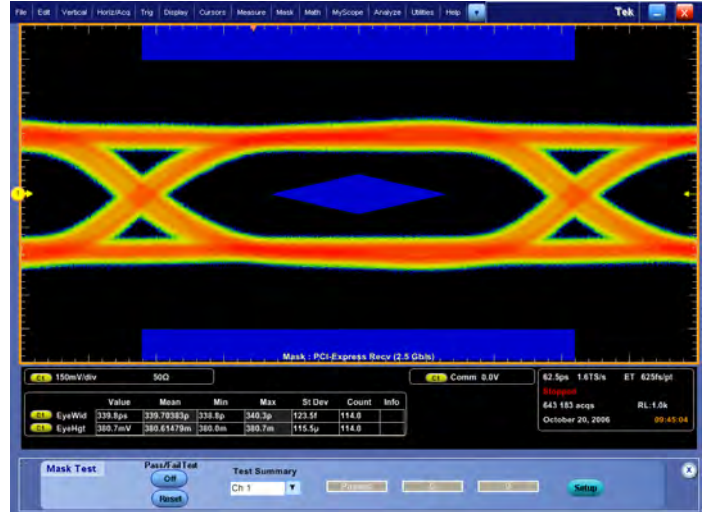 File Edit Vertical Horiz/Acq Trig Display Cursors Measure Mask Math MyScope Analyze Utilities Help Tek
1
Mask : PCI-Express Recv (2.5 Gb/s)
C1 150mV/div 50Ω
C1 Comm 0.0V
62.5ps 1.6TS/s ET 625fs/pt
Stopped
643 183 acqs RL:1.0k
October 20, 2006 09:45:04
Value Mean Min Max St Dev Count Info
C1 EyeWid 339.8ps 339.70383p 338.8p 340.3p 123.5f 114.0
C1 EyeHgt 380.7mV 380.61479m 380.0m 380.7m 115.5µ 114.0
Mask Test
Pass/Fail Test
Off
Reset
Test Summary
Ch 1
Passed 0 0
Setup
X